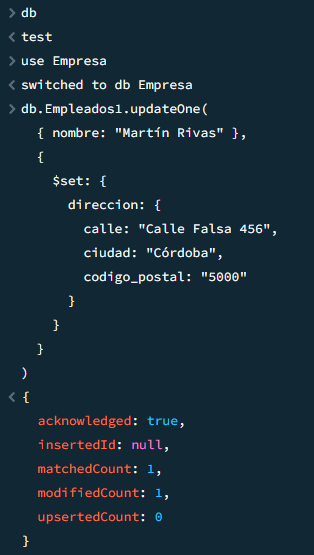 > db
< test
> use Empresa
< switched to db Empresa
> db.Empleados1.updateOne(
    { nombre: "Martín Rivas" },
    {
      $set: {
        direccion: {
          calle: "Calle Falsa 456",
          ciudad: "Córdoba",
          codigo_postal: "5000"
        }
      }
    }
  )
< {
    acknowledged: true,
    insertedId: null,
    matchedCount: 1,
    modifiedCount: 1,
    upsertedCount: 0
  }